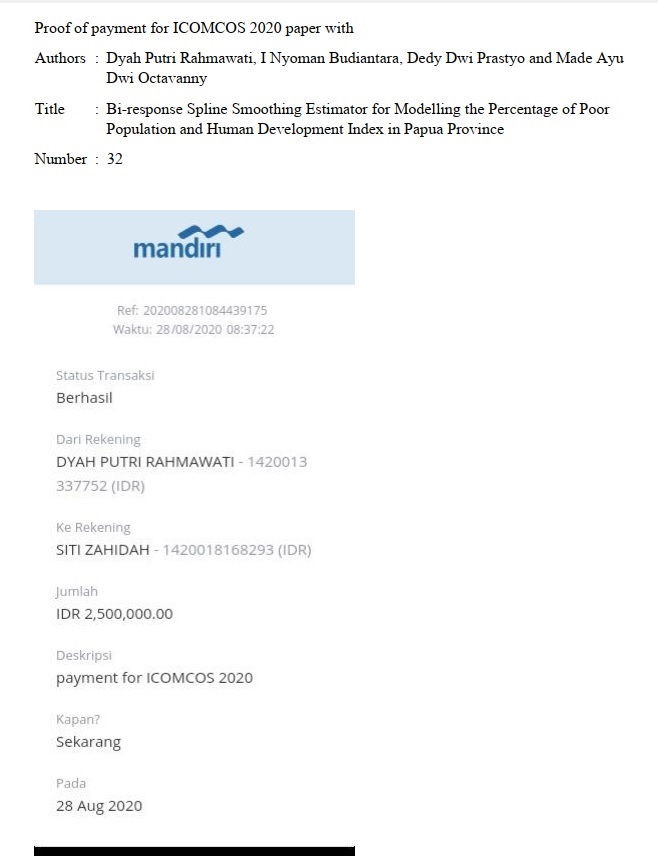 Proof of payment for ICOMCOS 2020 paper with
Authors : Dyah Putri Rahmawati, I Nyoman Budiantara, Dedy Dwi Prastyo and Made Ayu
Dwi Octavanny
Title : Bi-response Spline Smoothing Estimator for Modelling the Percentage of Poor
Population and Human Development Index in Papua Province
Number : 32
mandiri
Ref: 202008281084439175
Waktu: 28/08/2020 08:37:22
Status Transaksi
Berhasil
Dari Rekening
DYAH PUTRI RAHMAWATI - 1420013
337752 (IDR)
Ke Rekening
SITI ZAHIDAH - 1420018168293 (IDR)
Jumlah
IDR 2,500,000.00
Deskripsi
payment for ICOMCOS 2020
Kapan?
Sekarang
Pada
28 Aug 2020